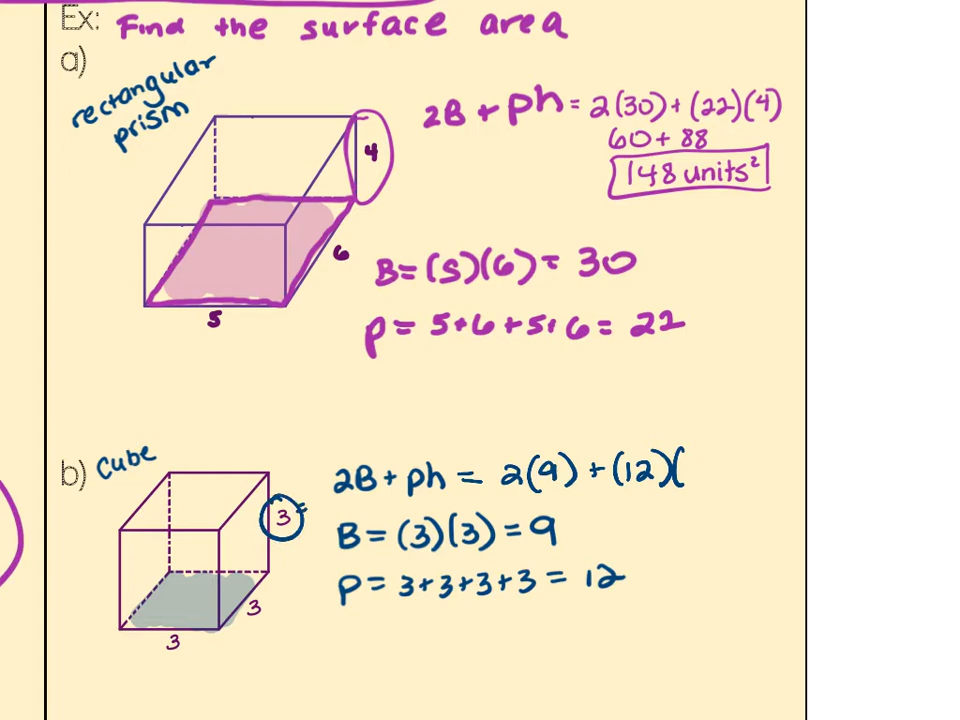 Ex: Find the surface area
a)
rectangular
prism
2B + ph = 2(30) + (22)(4)
60 + 88
148 units²
4
6
5
B = (5)(6) = 30
p = 5+6+5+6 = 22
b) Cube
2B + ph = 2(9) + (12)(
3 =
B = (3)(3) = 9
P = 3+3+3+3 = 12
3
3